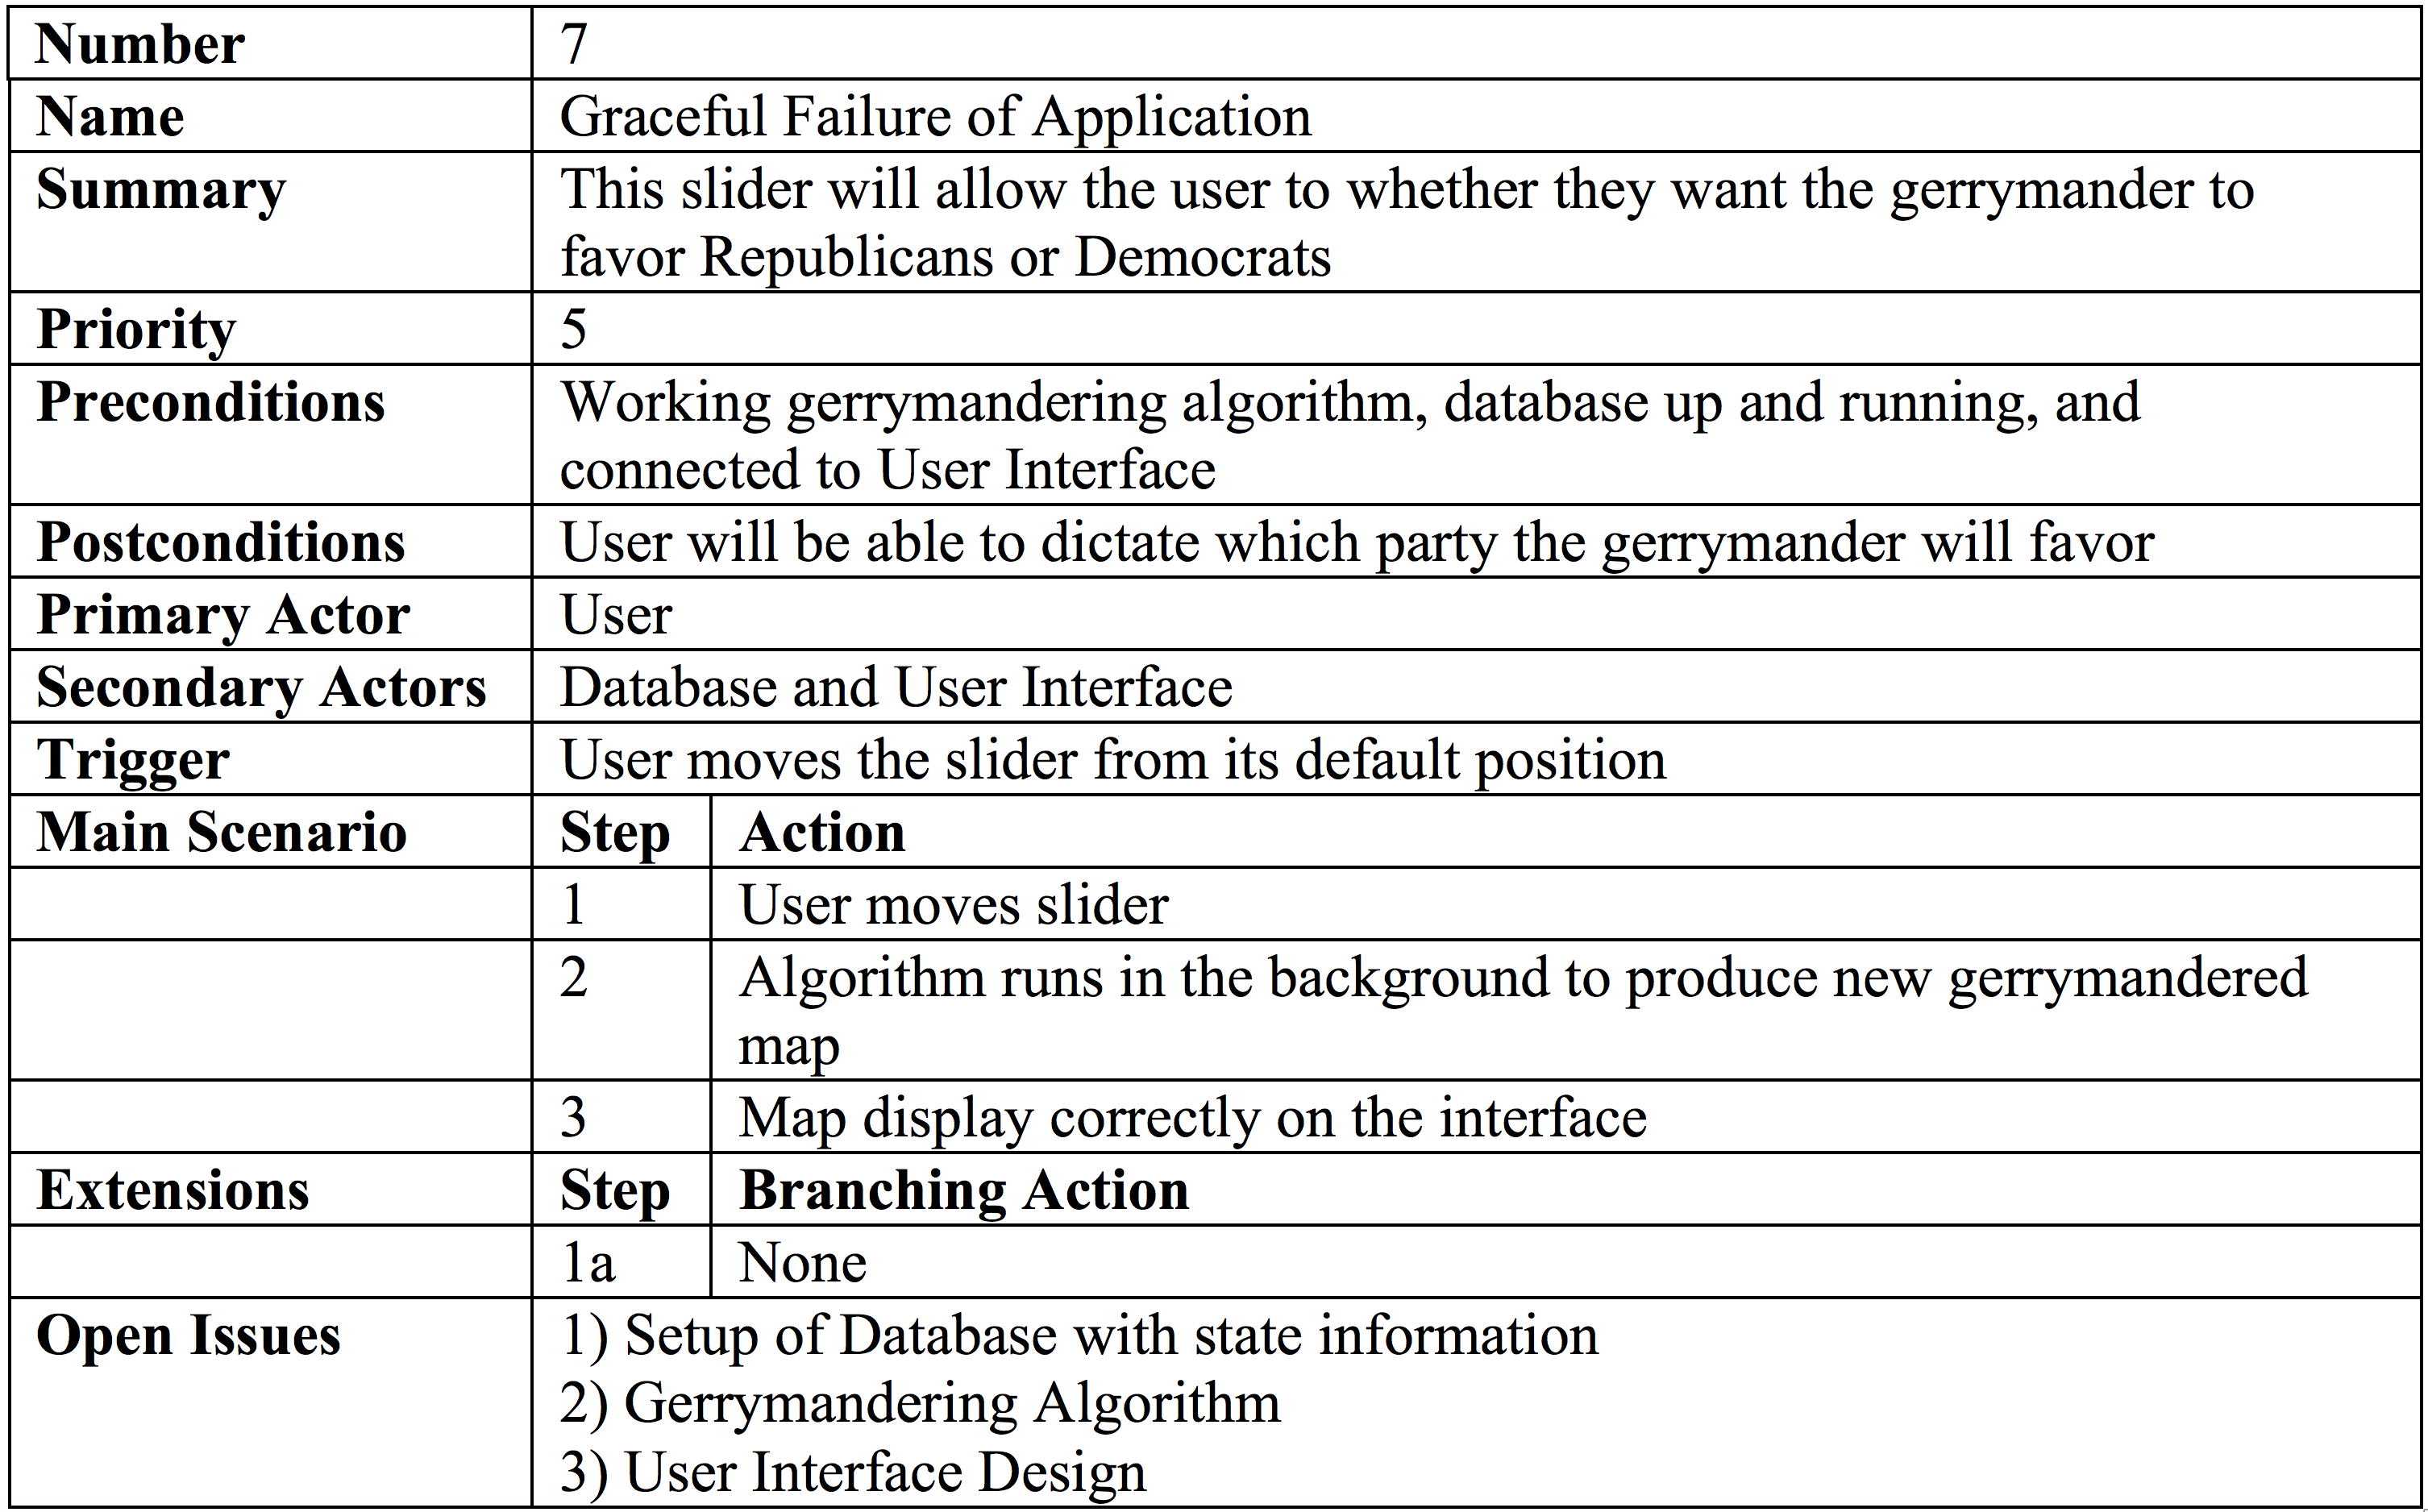 Number 7
Name Graceful Failure of Application
Summary This slider will allow the user to whether they want the gerrymander to
favor Republicans or Democrats
Priority 5
Preconditions Working gerrymandering algorithm, database up and running, and
connected to User Interface
Postconditions User will be able to dictate which party the gerrymander will favor
Primary Actor User
Secondary Actors Database and User Interface
Trigger User moves the slider from its default position
Main Scenario Step Action
1 User moves slider
2 Algorithm runs in the background to produce new gerrymandered
map
3 Map display correctly on the interface
Extensions Step Branching Action
1a None
Open Issues 1) Setup of Database with state information
2) Gerrymandering Algorithm
3) User Interface Design